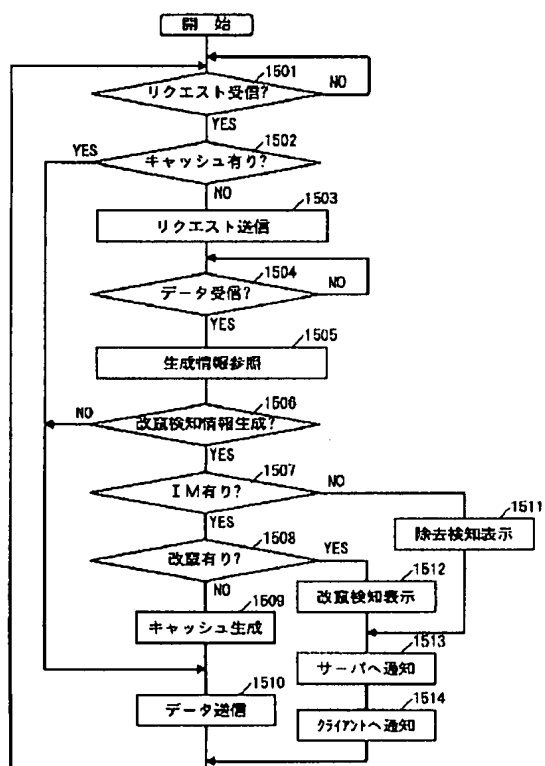 開始
1501
リクエスト受信?
NO
YES
1502
YES
キャッシュ有り?
NO
1503
リクエスト送信
1504
データ受信?
NO
YES
1505
生成情報参照
1506
NO
改竄検知情報生成?
YES
1507
IM有り?
NO
YES
1511
除去検知表示
1508
改竄有り?
YES
NO
1512
改竄検知表示
1509
キャッシュ生成
1513
サーバへ通知
1510
データ送信
1514
クライアントへ通知